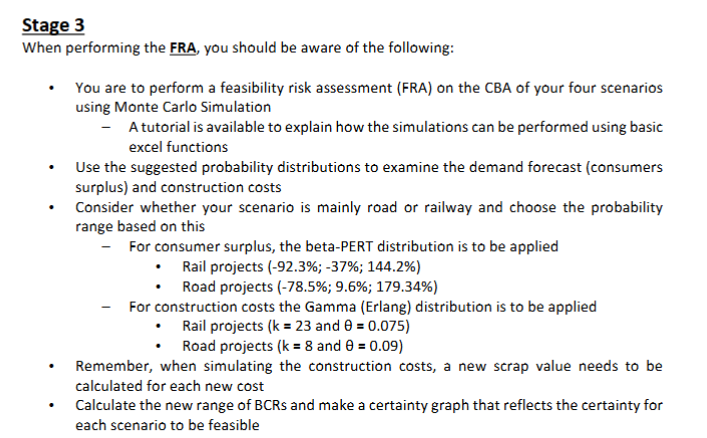 Stage 3
When performing the FRA, you should be aware of the following:
• You are to perform a feasibility risk assessment (FRA) on the CBA of your four scenarios
using Monte Carlo Simulation
– A tutorial is available to explain how the simulations can be performed using basic
excel functions
• Use the suggested probability distributions to examine the demand forecast (consumers
surplus) and construction costs
• Consider whether your scenario is mainly road or railway and choose the probability
range based on this
– For consumer surplus, the beta-PERT distribution is to be applied
• Rail projects (-92.3%; -37%; 144.2%)
• Road projects (-78.5%; 9.6%; 179.34%)
– For construction costs the Gamma (Erlang) distribution is to be applied
• Rail projects (k = 23 and θ = 0.075)
• Road projects (k = 8 and θ = 0.09)
• Remember, when simulating the construction costs, a new scrap value needs to be
calculated for each new cost
• Calculate the new range of BCRs and make a certainty graph that reflects the certainty for
each scenario to be feasible